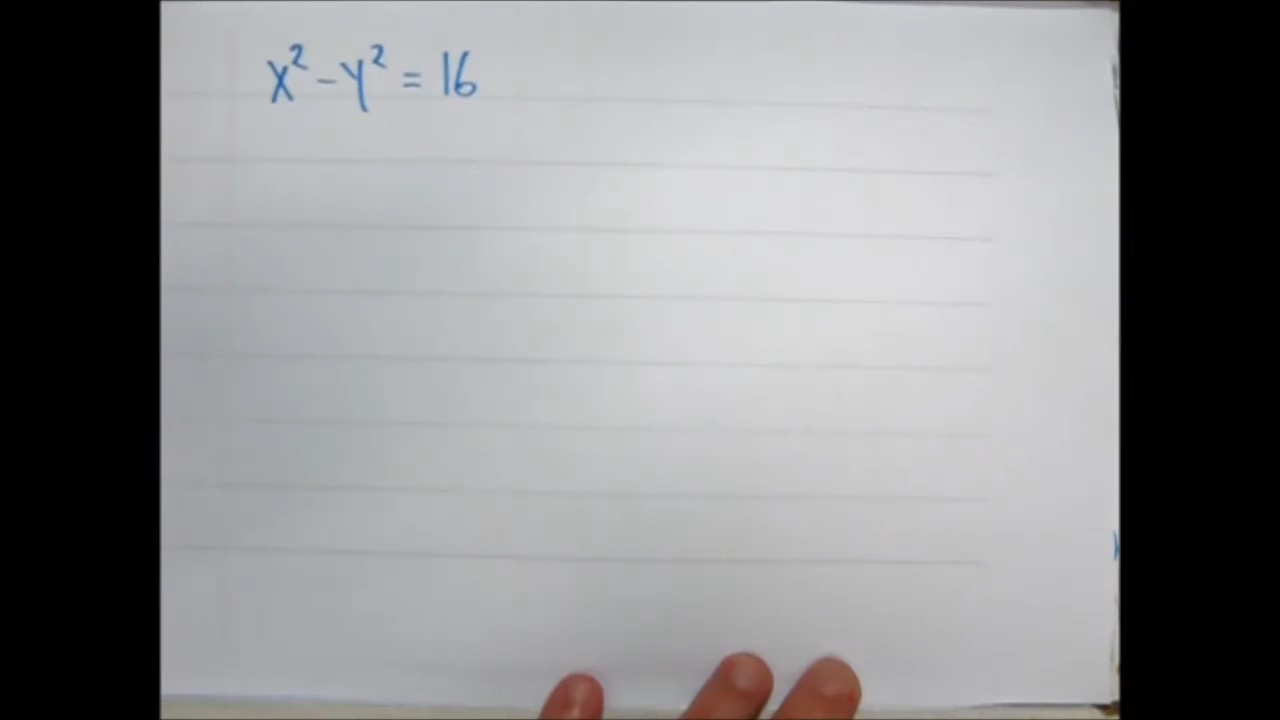 x² - y² = 16